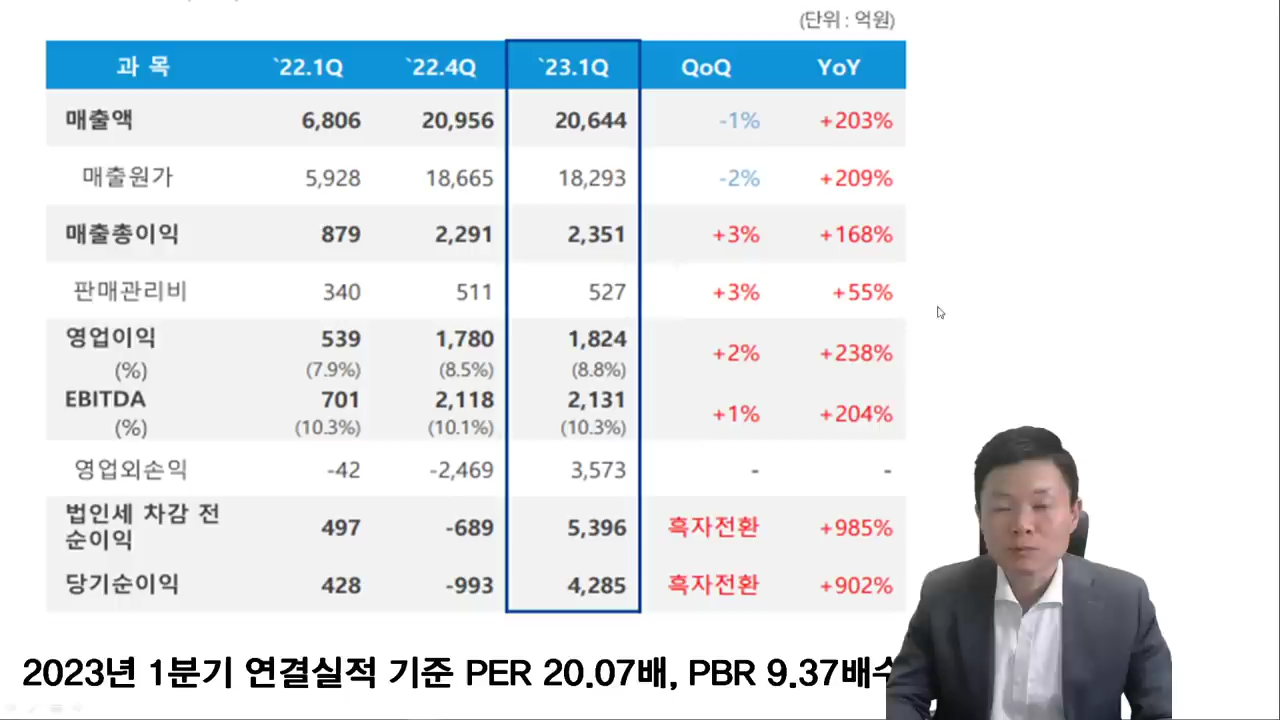 (단위 : 억원)
과 목 `22.1Q `22.4Q `23.1Q QoQ YoY
매출액 6,806 20,956 20,644 -1% +203%
매출원가 5,928 18,665 18,293 -2% +209%
매출총이익 879 2,291 2,351 +3% +168%
판매관리비 340 511 527 +3% +55%
영업이익 539 1,780 1,824 +2% +238%
(%) (7.9%) (8.5%) (8.8%)
EBITDA 701 2,118 2,131 +1% +204%
(%) (10.3%) (10.1%) (10.3%)
영업외손익 -42 -2,469 3,573 - -
법인세 차감 전
순이익 497 -689 5,396 흑자전환 +985%
당기순이익 428 -993 4,285 흑자전환 +902%
2023년 1분기 연결실적 기준 PER 20.07배, PBR 9.37배수